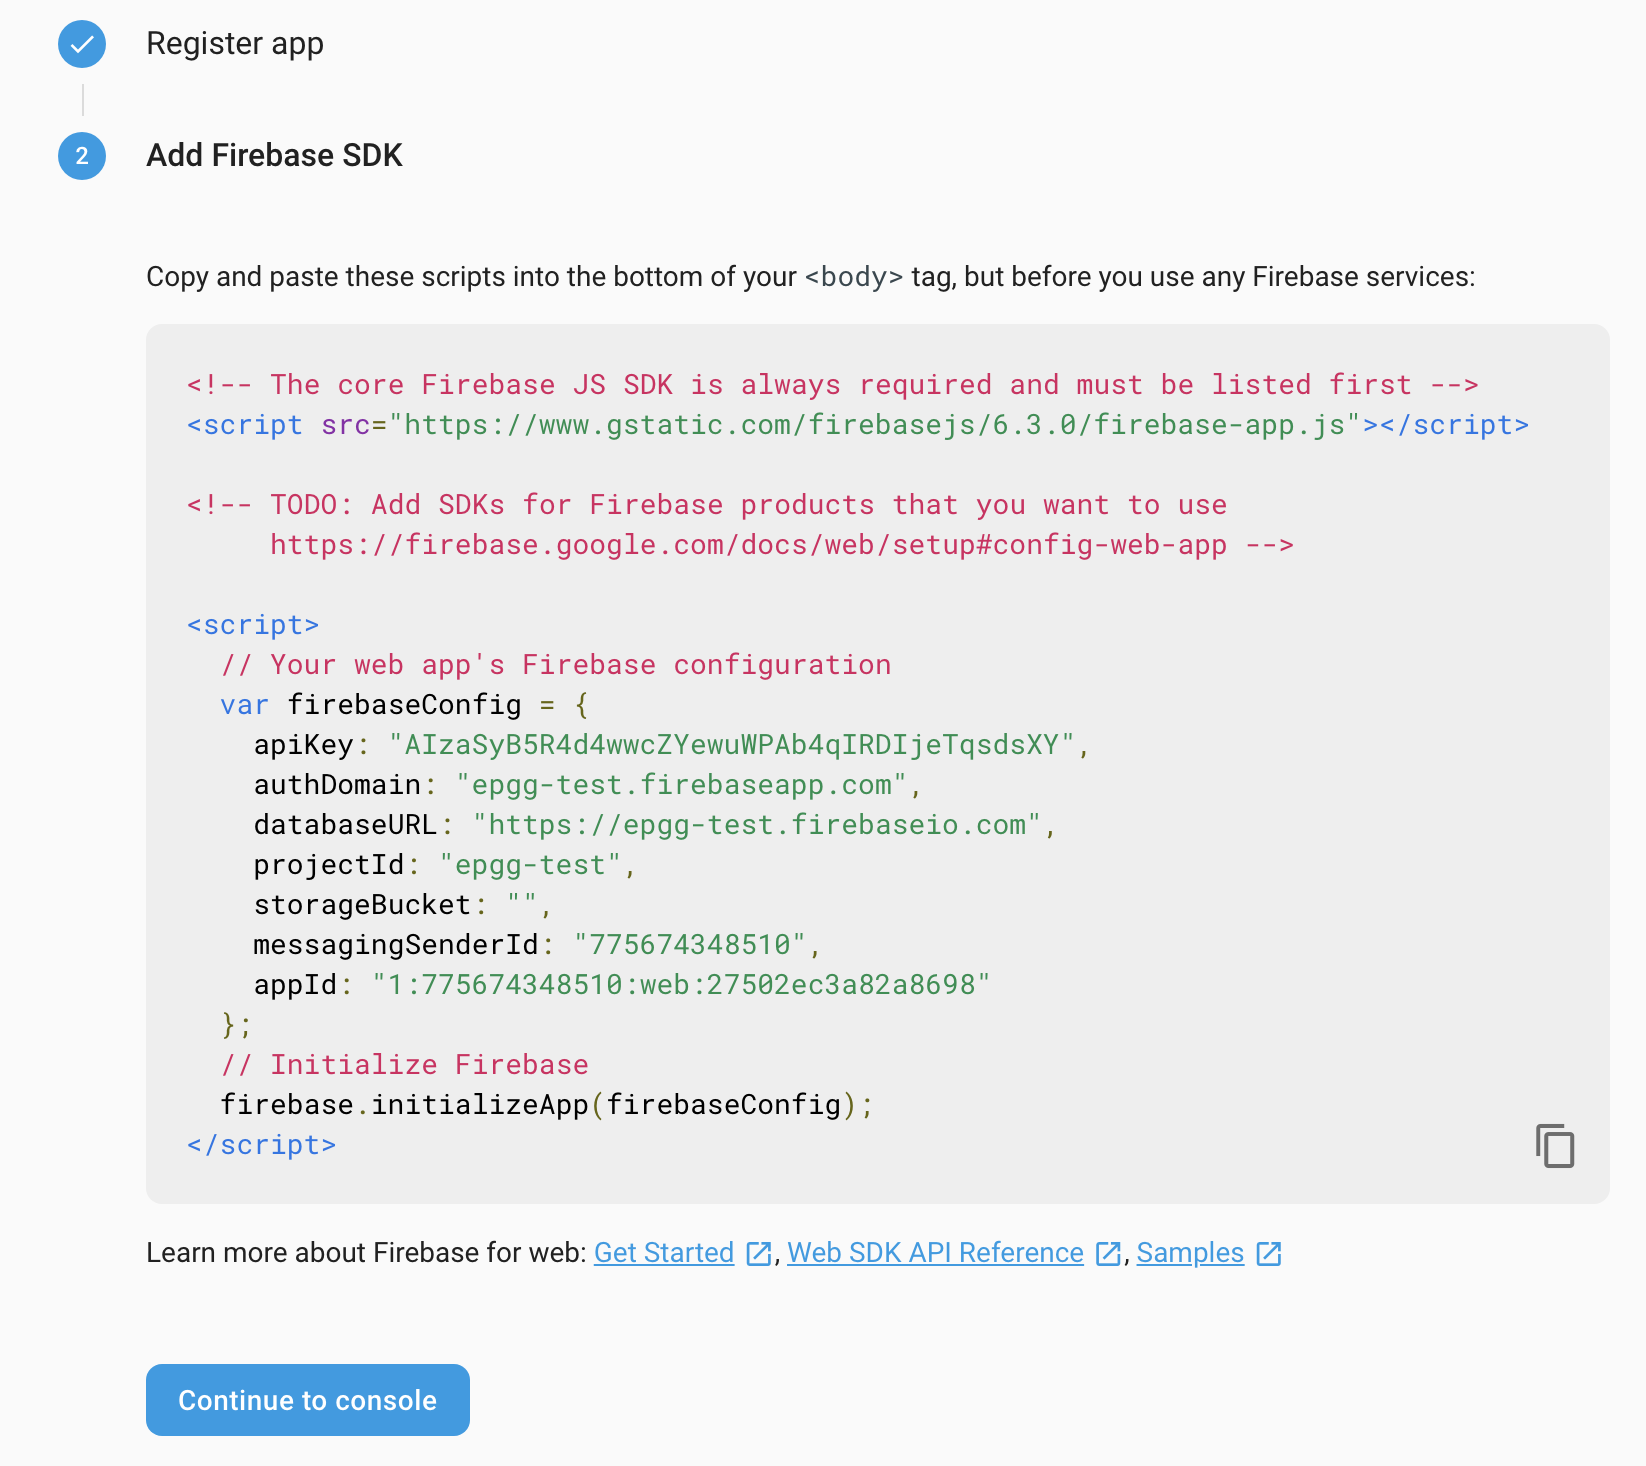 Register app
2 Add Firebase SDK
Copy and paste these scripts into the bottom of your <body> tag, but before you use any Firebase services:
<!-- The core Firebase JS SDK is always required and must be listed first -->
<script src="https://www.gstatic.com/firebasejs/6.3.0/firebase-app.js"></script>
<!-- TODO: Add SDKs for Firebase products that you want to use
https://firebase.google.com/docs/web/setup#config-web-app -->
<script>
// Your web app's Firebase configuration
var firebaseConfig = {
apiKey: "AIzaSyB5R4d4wwcZYewuWPAb4qIRDIjeTqsdsXY",
authDomain: "epgg-test.firebaseapp.com",
databaseURL: "https://epgg-test.firebaseio.com",
projectId: "epgg-test",
storageBucket: "",
messagingSenderId: "775674348510",
appId: "1:775674348510:web:27502ec3a82a8698"
};
// Initialize Firebase
firebase.initializeApp(firebaseConfig);
</script>
Learn more about Firebase for web: Get Started, Web SDK API Reference, Samples
Continue to console